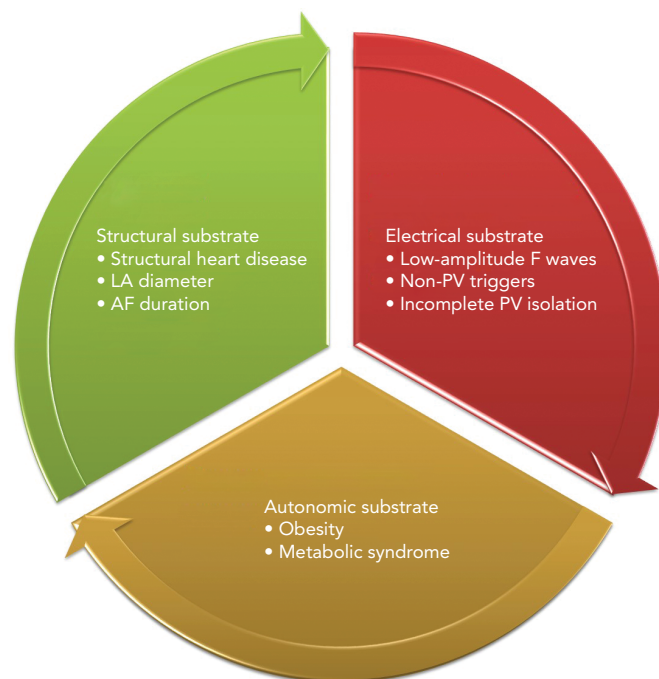 Structural substrate
• Structural heart disease
• LA diameter
• AF duration
Electrical substrate
• Low-amplitude F waves
• Non-PV triggers
• Incomplete PV isolation
Autonomic substrate
• Obesity
• Metabolic syndrome